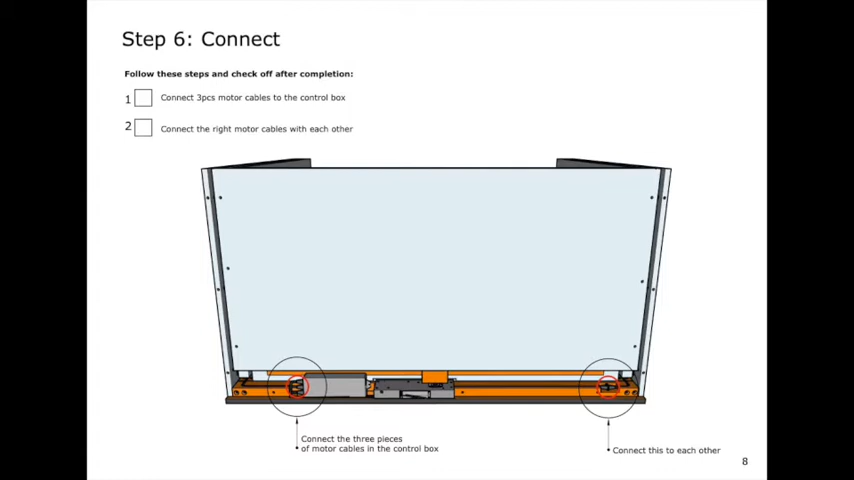 Step 6: Connect
Follow these steps and check off after completion:
1 Connect 3pcs motor cables to the control box
2 Connect the right motor cables with each other
Connect the three pieces
of motor cables in the control box
Connect this to each other
8